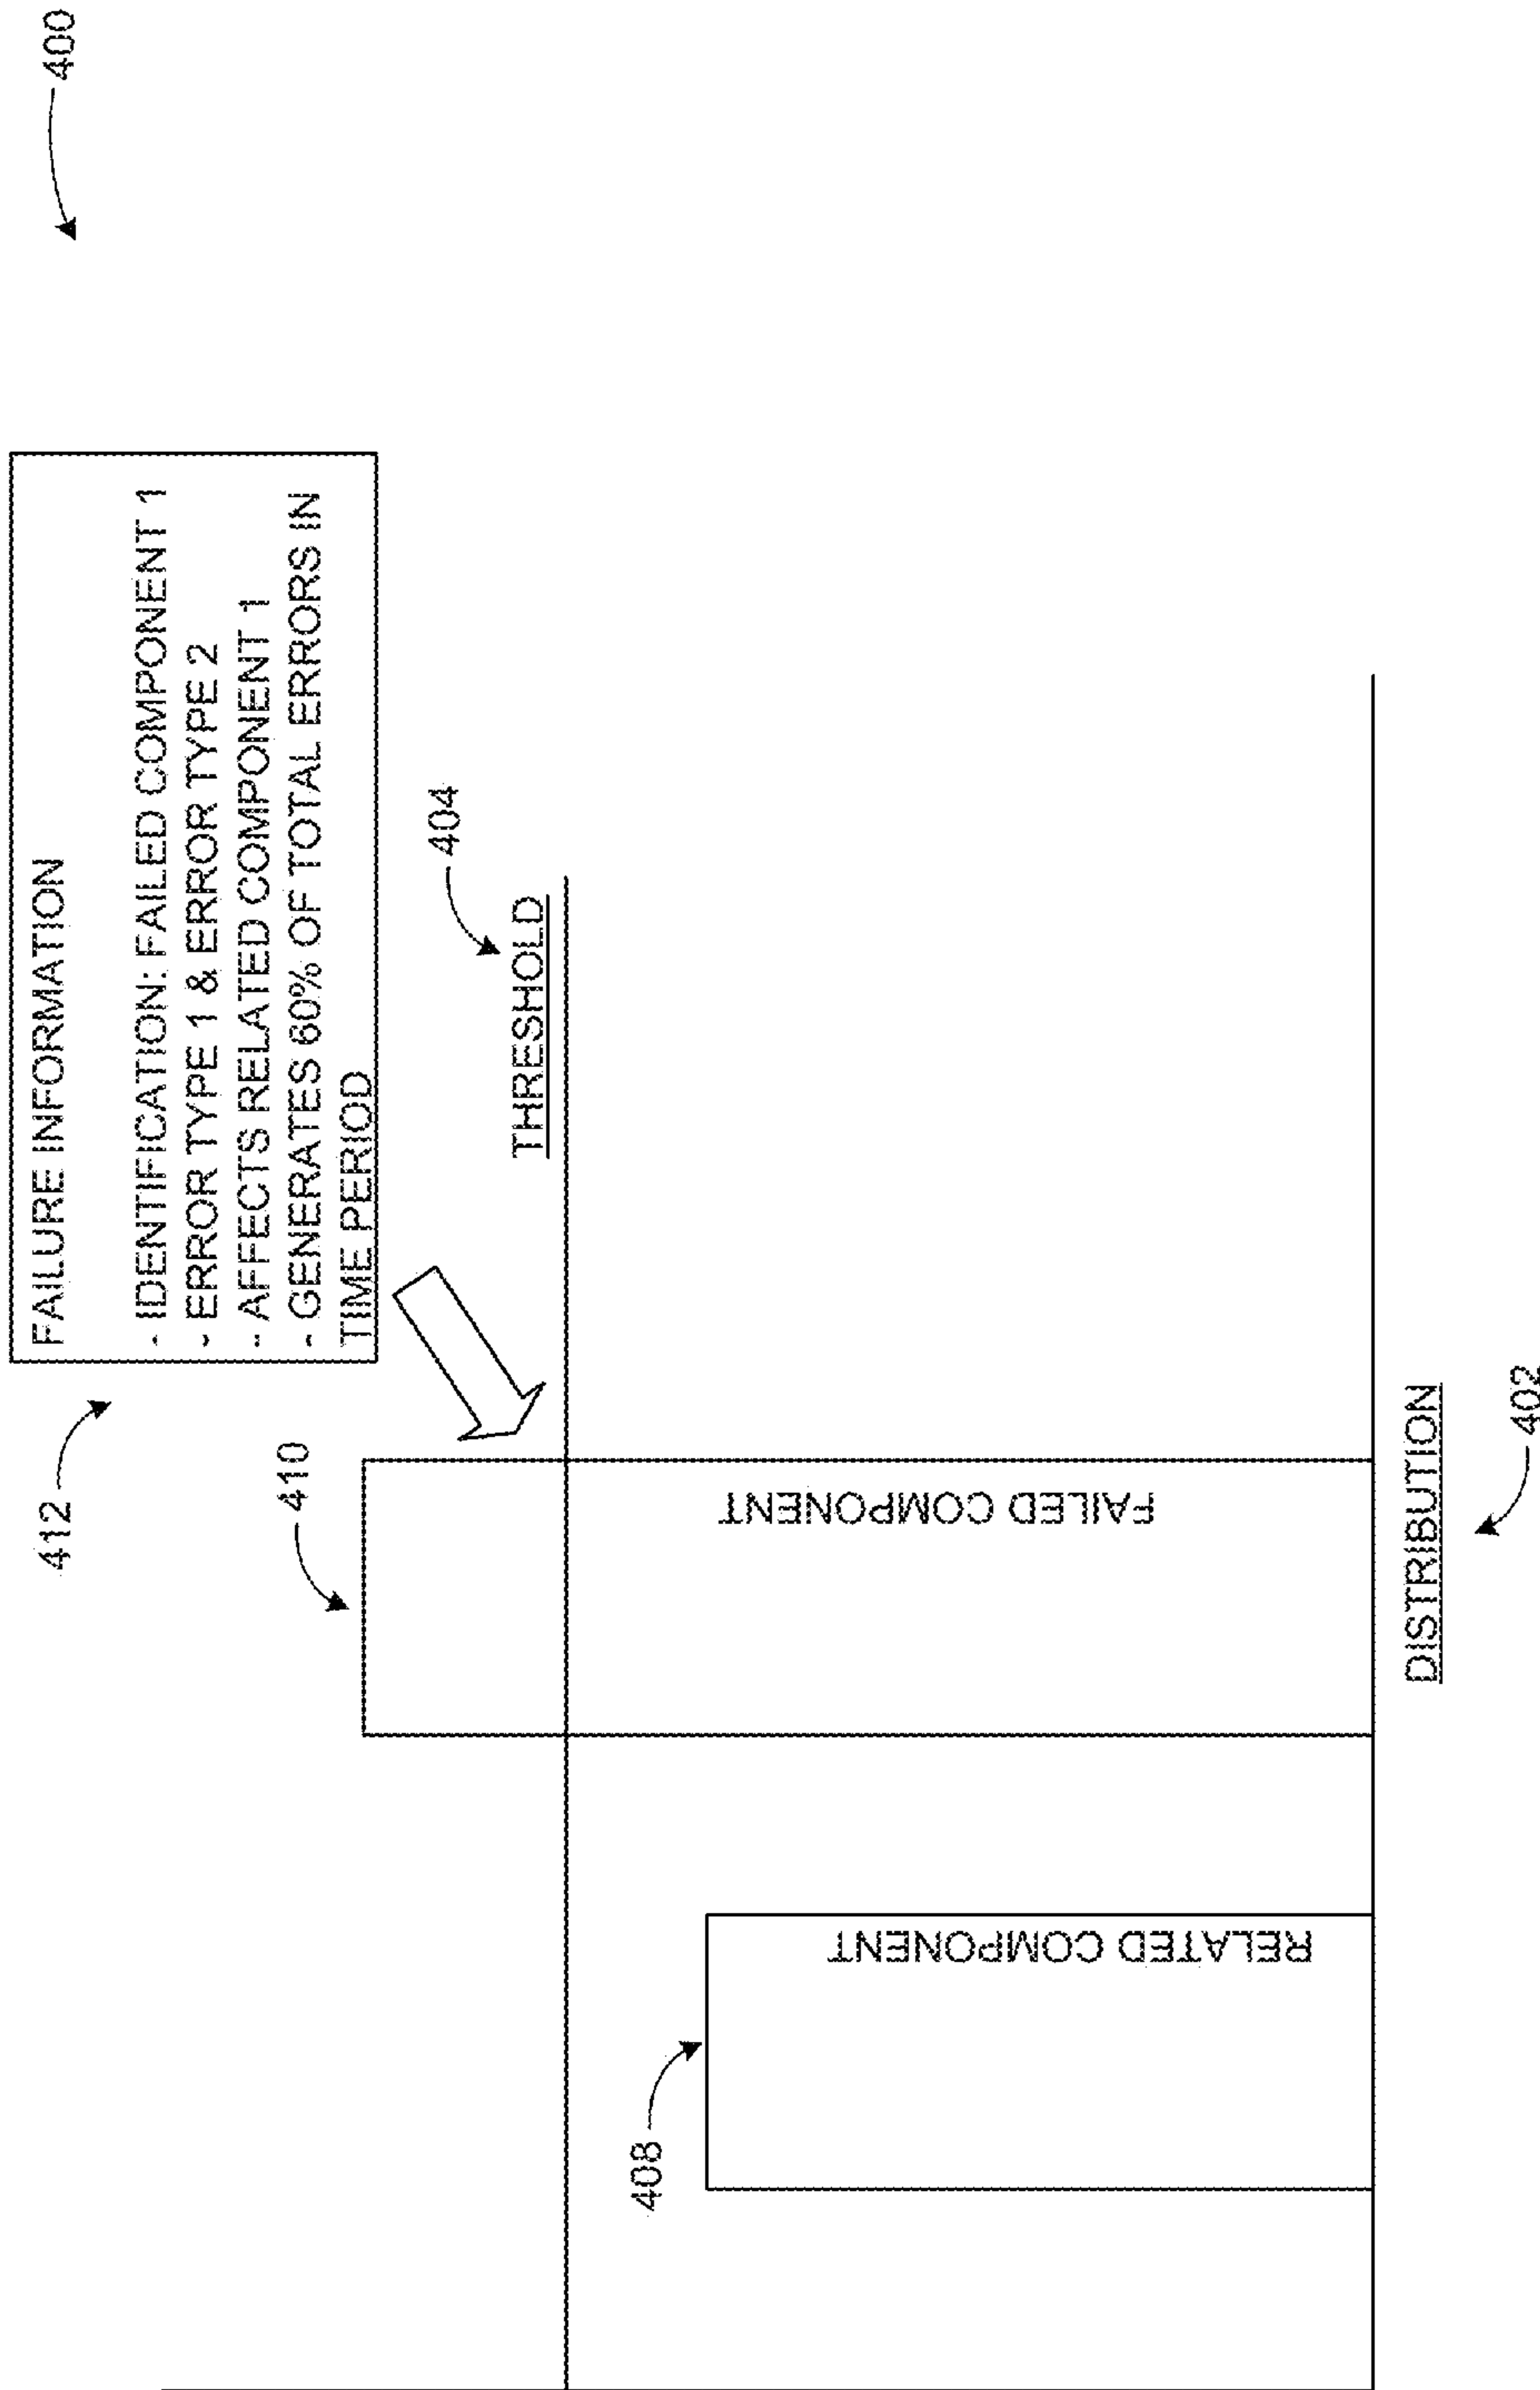 400
412
FAILURE INFORMATION
- IDENTIFICATION: FAILED COMPONENT 1
- ERROR TYPE 1 & ERROR TYPE 2
- AFFECTS RELATED COMPONENT 1
- GENERATES 60% OF TOTAL ERRORS IN
TIME PERIOD
410
404
THRESHOLD
408
RELATED COMPONENT
FAILED COMPONENT
DISTRIBUTION
402